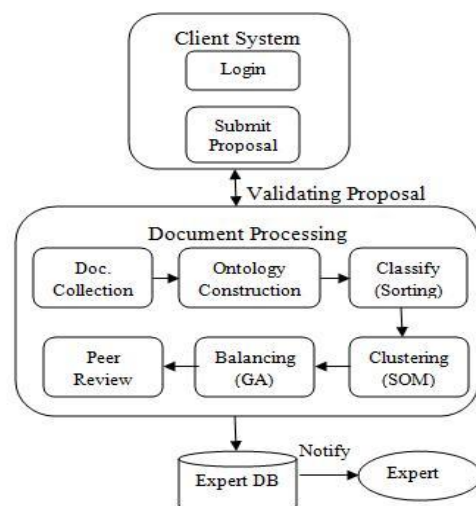 Client System
Login
Submit
Proposal
Validating Proposal
Document Processing
Doc.
Collection
Ontology
Construction
Classify
(Sorting)
Peer
Review
Balancing
(GA)
Clustering
(SOM)
Notify
Expert DB
Expert